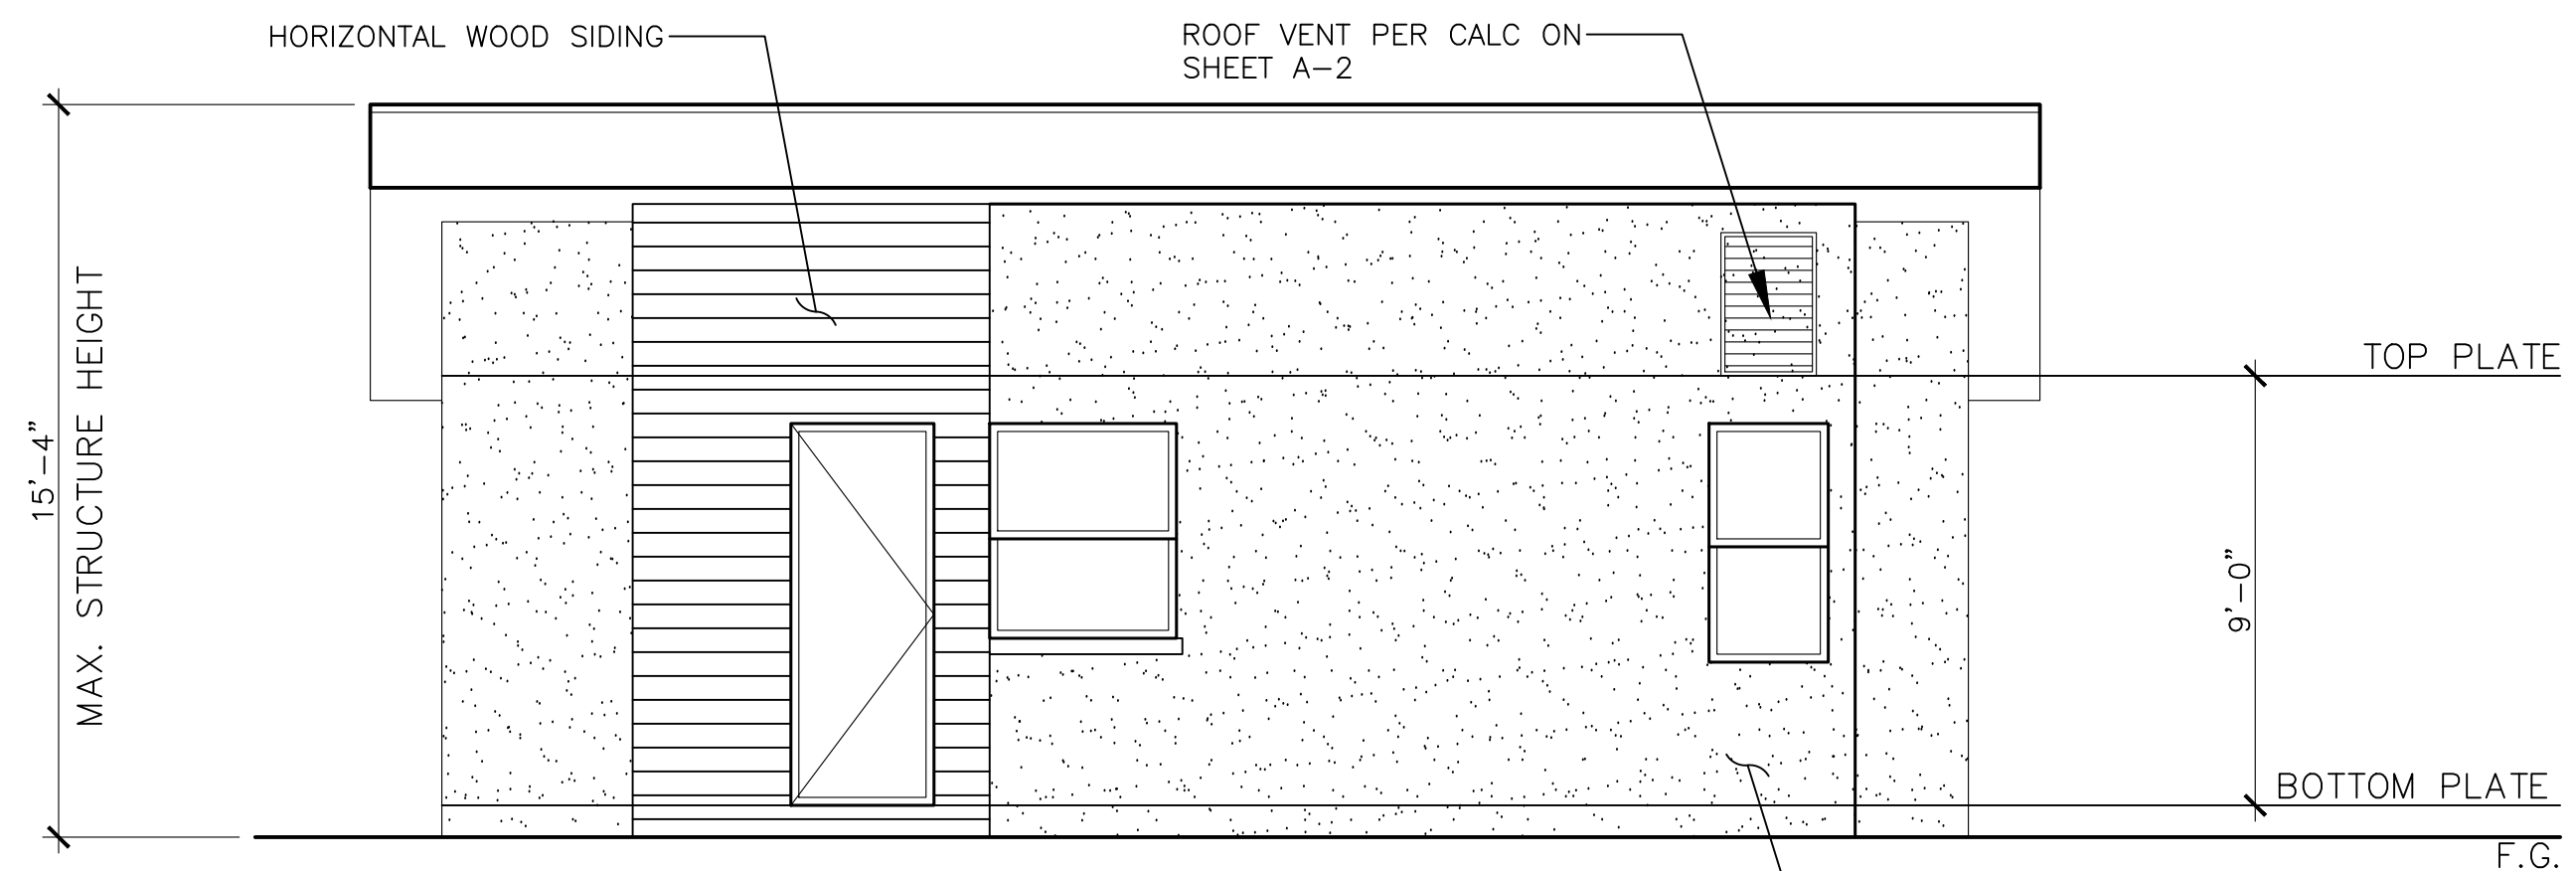 HORIZONTAL WOOD SIDING
ROOF VENT PER CALC ON
SHEET A-2
15'-4"
MAX. STRUCTURE HEIGHT
TOP PLATE
9'-0"
BOTTOM PLATE
F.G.